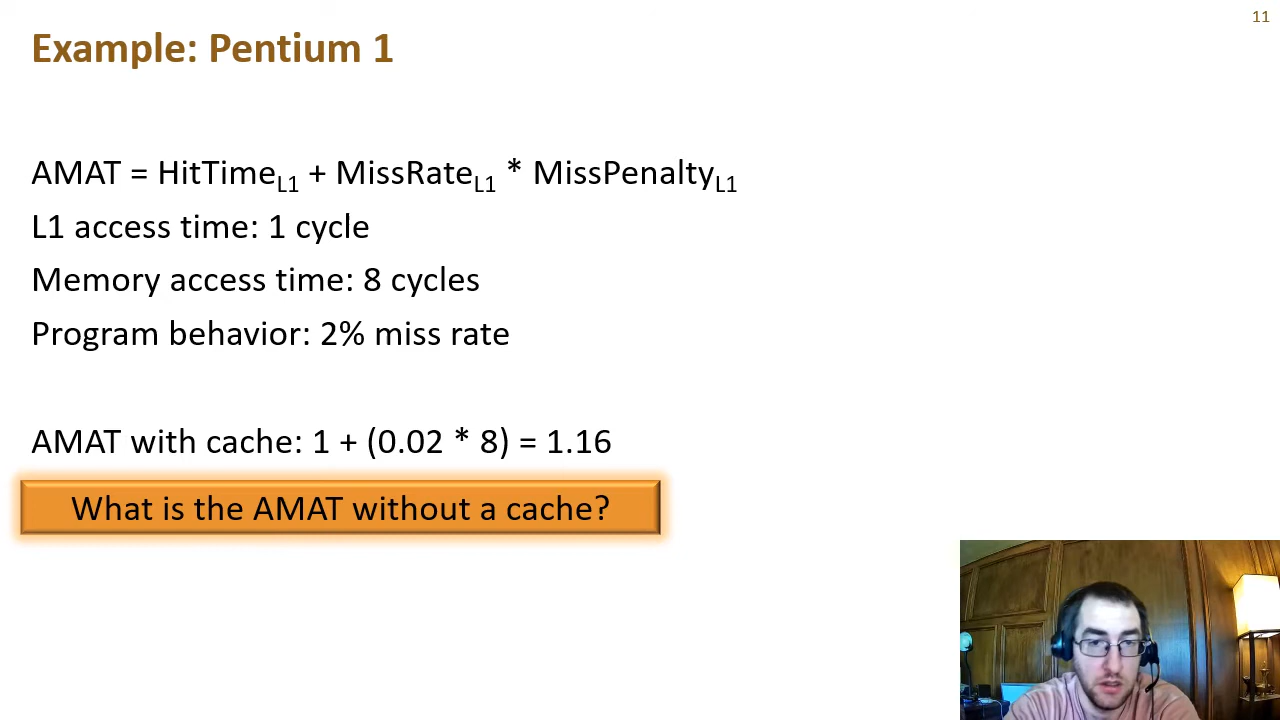 11
Example: Pentium 1
AMAT = HitTimeL1 + MissRateL1 * MissPenaltyL1
L1 access time: 1 cycle
Memory access time: 8 cycles
Program behavior: 2% miss rate
AMAT with cache: 1 + (0.02 * 8) = 1.16
What is the AMAT without a cache?